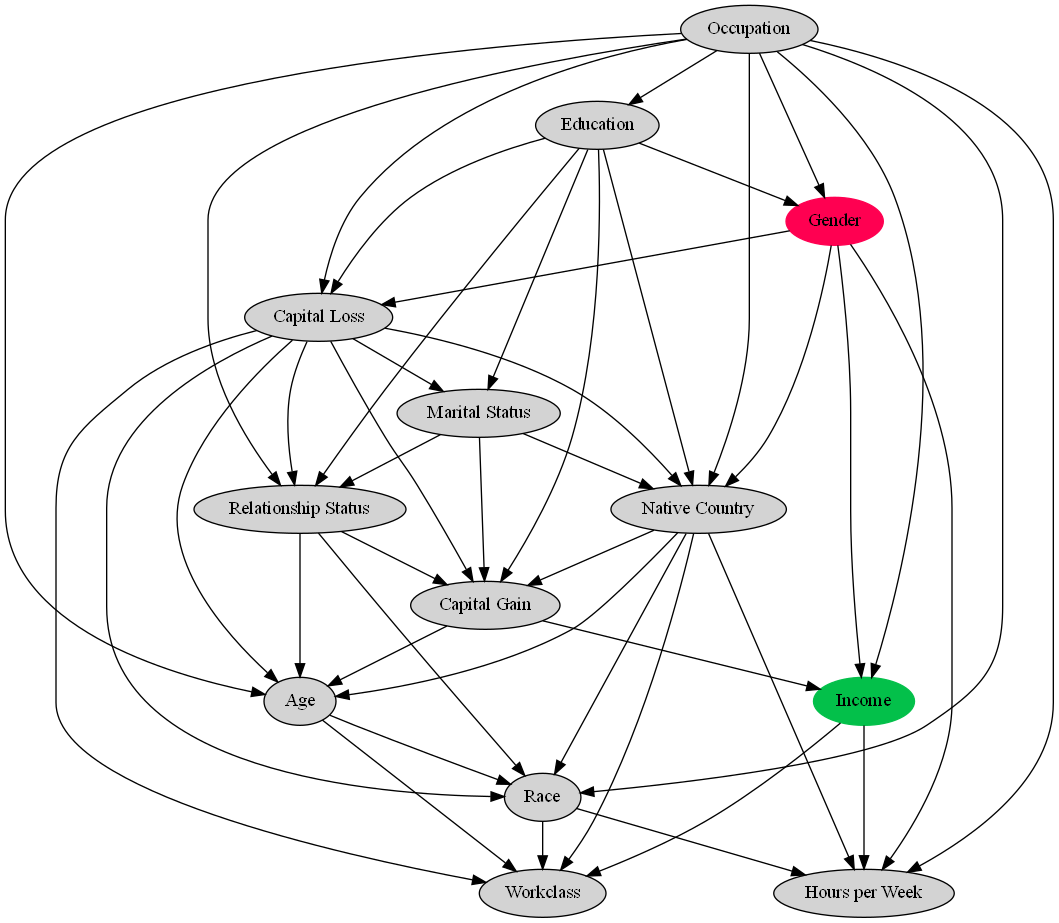 Occupation
Education
Gender
Capital Loss
Marital Status
Relationship Status
Native Country
Capital Gain
Age
Income
Race
Workclass
Hours per Week